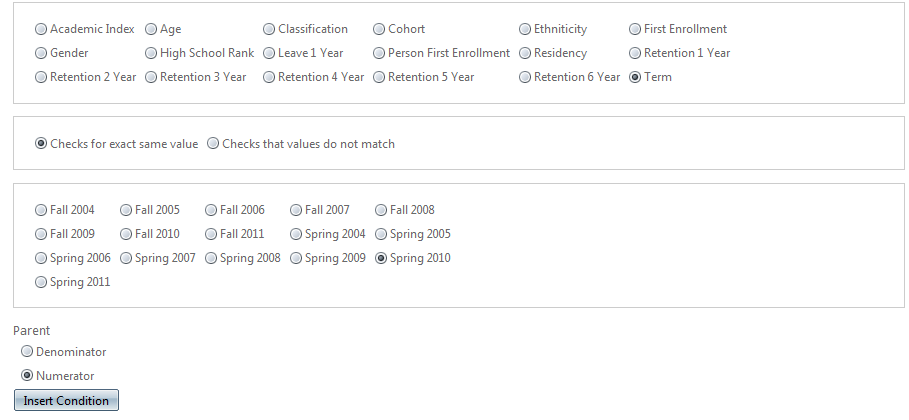 Academic Index Age Classification Cohort Ethnicity First Enrollment
Gender High School Rank Leave 1 Year Person First Enrollment Residency Retention 1 Year
Retention 2 Year Retention 3 Year Retention 4 Year Retention 5 Year Retention 6 Year Term
Checks for exact same value Checks that values do not match
Fall 2004 Fall 2005 Fall 2006 Fall 2007 Fall 2008
Fall 2009 Fall 2010 Fall 2011 Spring 2004 Spring 2005
Spring 2006 Spring 2007 Spring 2008 Spring 2009 Spring 2010
Spring 2011
Parent
Denominator
Numerator
Insert Condition